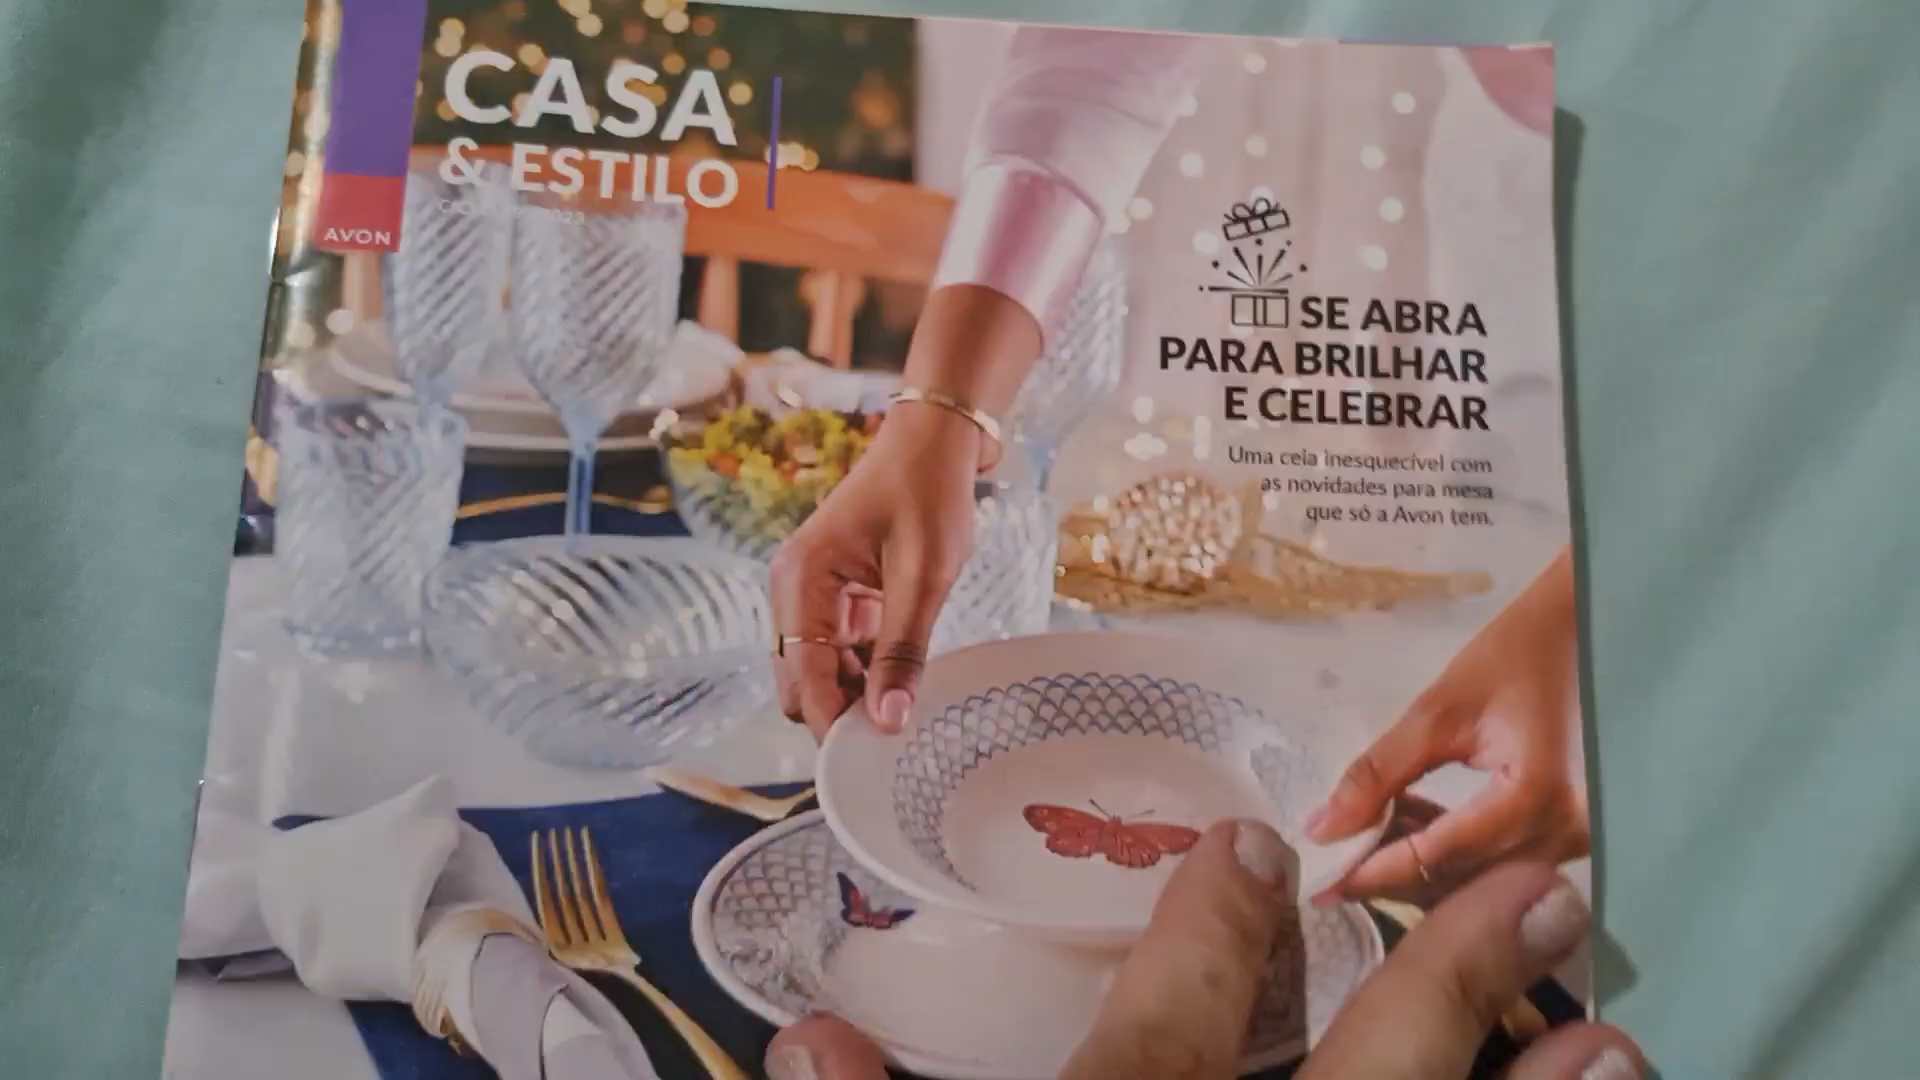 CASA
& ESTILO
AVON
SE ABRA
PARA BRILHAR
E CELEBRAR
Uma ceia inesquecível com
as novidades para mesa
que só a Avon tem.